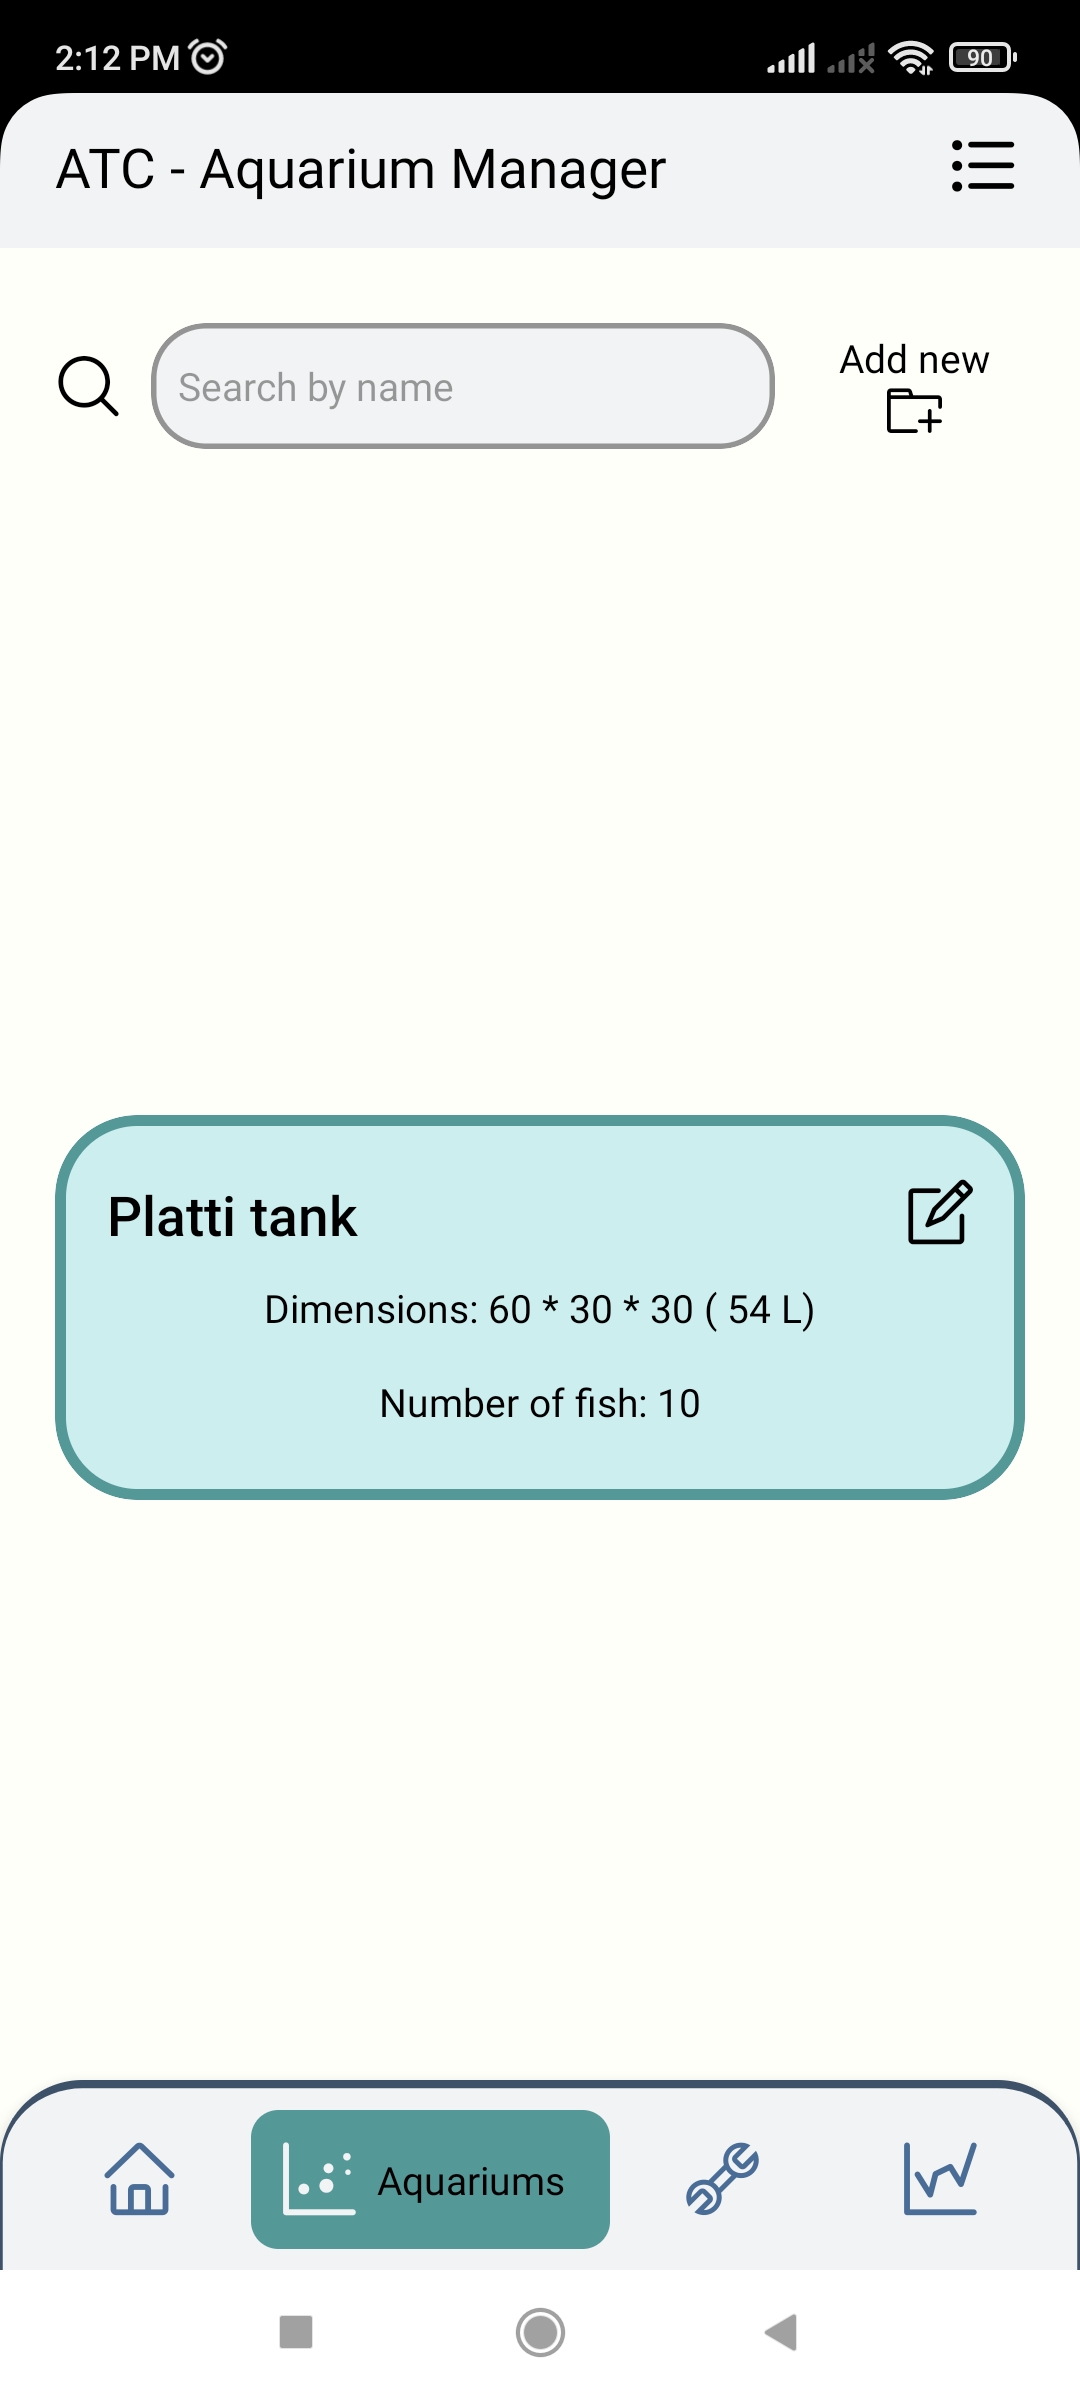 2:12 PM
90
ATC - Aquarium Manager
Search by name
Add new
Platti tank
Dimensions: 60 * 30 * 30 ( 54 L)
Number of fish: 10
Aquariums